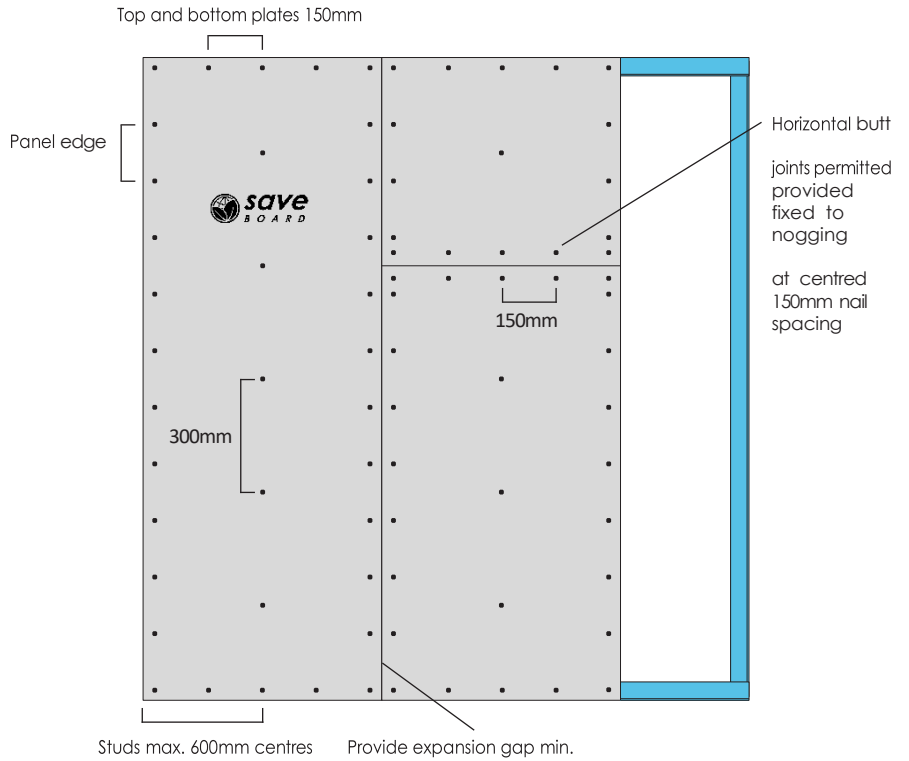 Top and bottom plates 150mm
Panel edge
Horizontal butt
joints permitted
provided
fixed to
nogging
at centred
150mm nail
spacing
save
BOARD
150mm
300mm
Studs max. 600mm centres
Provide expansion gap min.